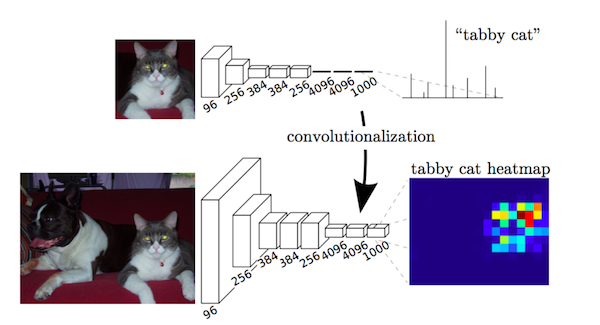 “tabby cat”
96 256 384 384 256 4096 4096 1000
convolutionalization
tabby cat heatmap
96 256 384 384 256 4096 4096 1000